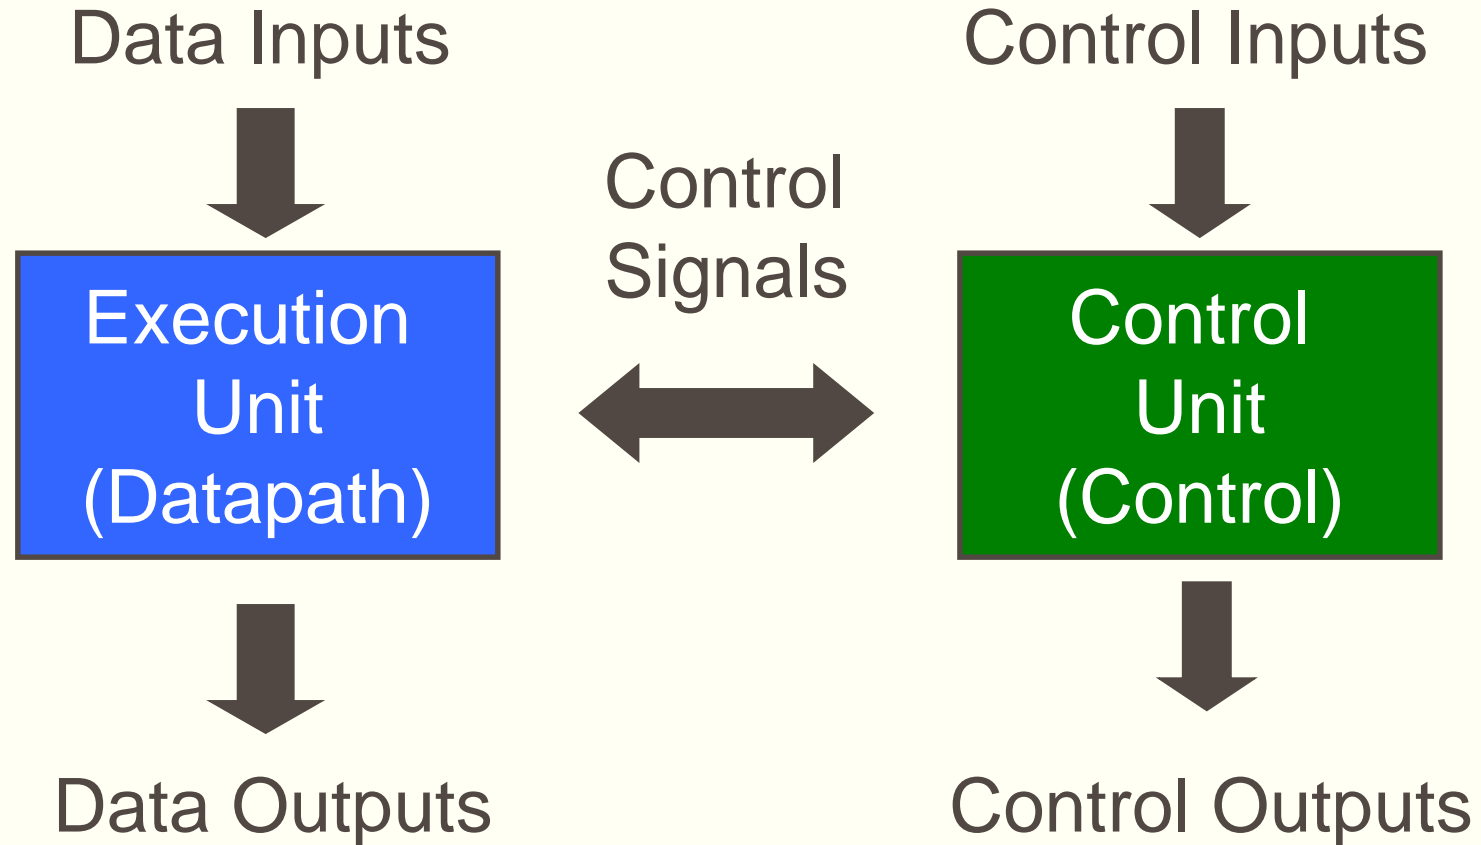 Data Inputs
Control Inputs
Control
Signals
Execution
Unit
(Datapath)
Control
Unit
(Control)
Data Outputs
Control Outputs